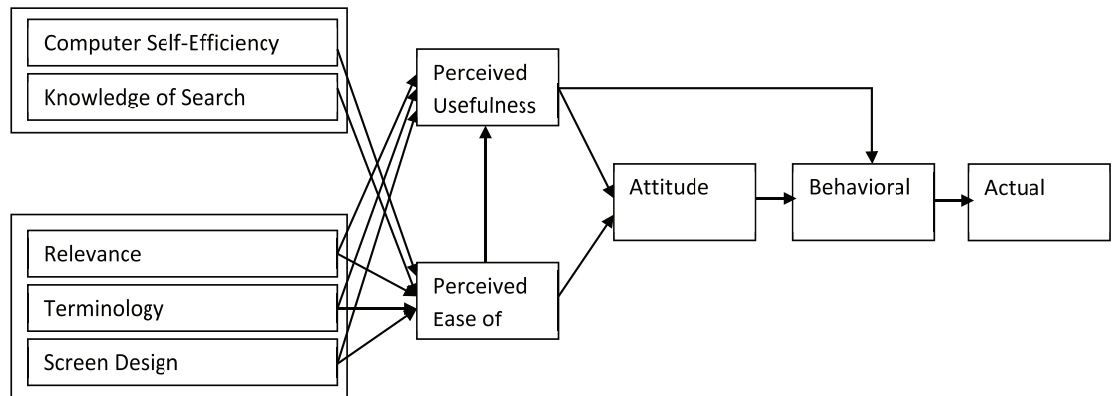 Computer Self-Efficiency
Knowledge of Search
Relevance
Terminology
Screen Design
Perceived
Usefulness
Perceived
Ease of
Attitude
Behavioral
Actual